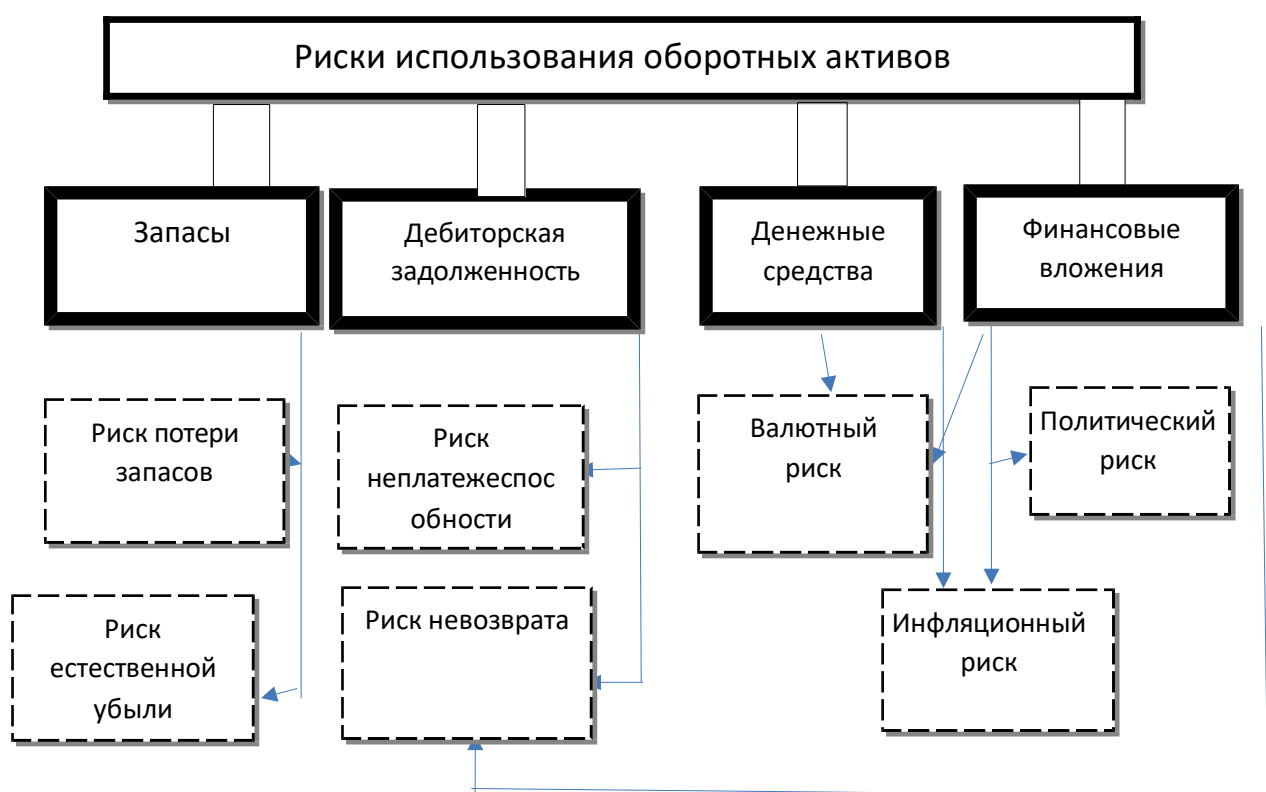 Риски использования оборотных активов
Запасы
Дебиторская
задолженность
Денежные
средства
Финансовые
вложения
Риск потери
запасов
Риск
неплатежеспос
обности
Валютный
риск
Политический
риск
Риск
естественной
убыли
Риск невозврата
Инфляционный
риск